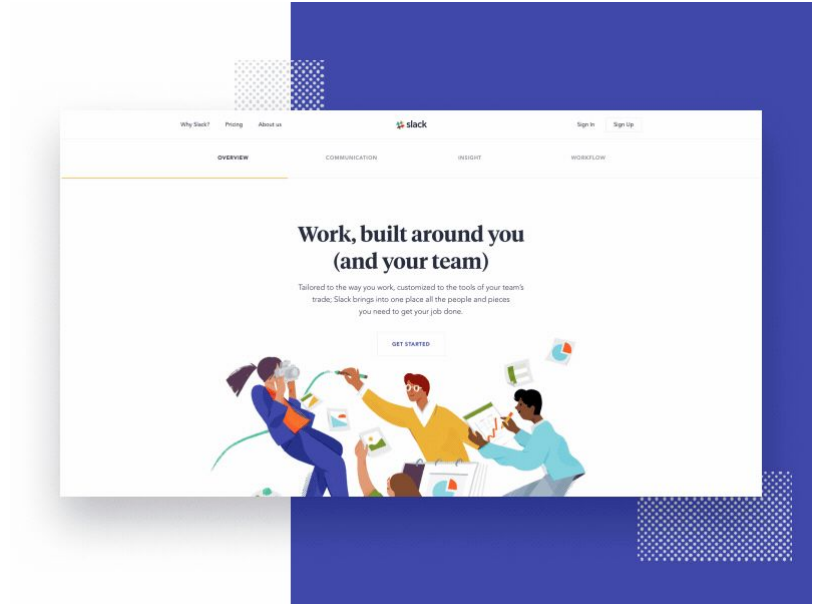 Why Slack? Pricing About us slack Sign In Sign Up
OVERVIEW COMMUNICATION INSIGHT WORKFLOW
Work, built around you
(and your team)
Tailored to the way you work, customized to the tools of your team's
trade; Slack brings into one place all the people and pieces
you need to get your job done.
GET STARTED